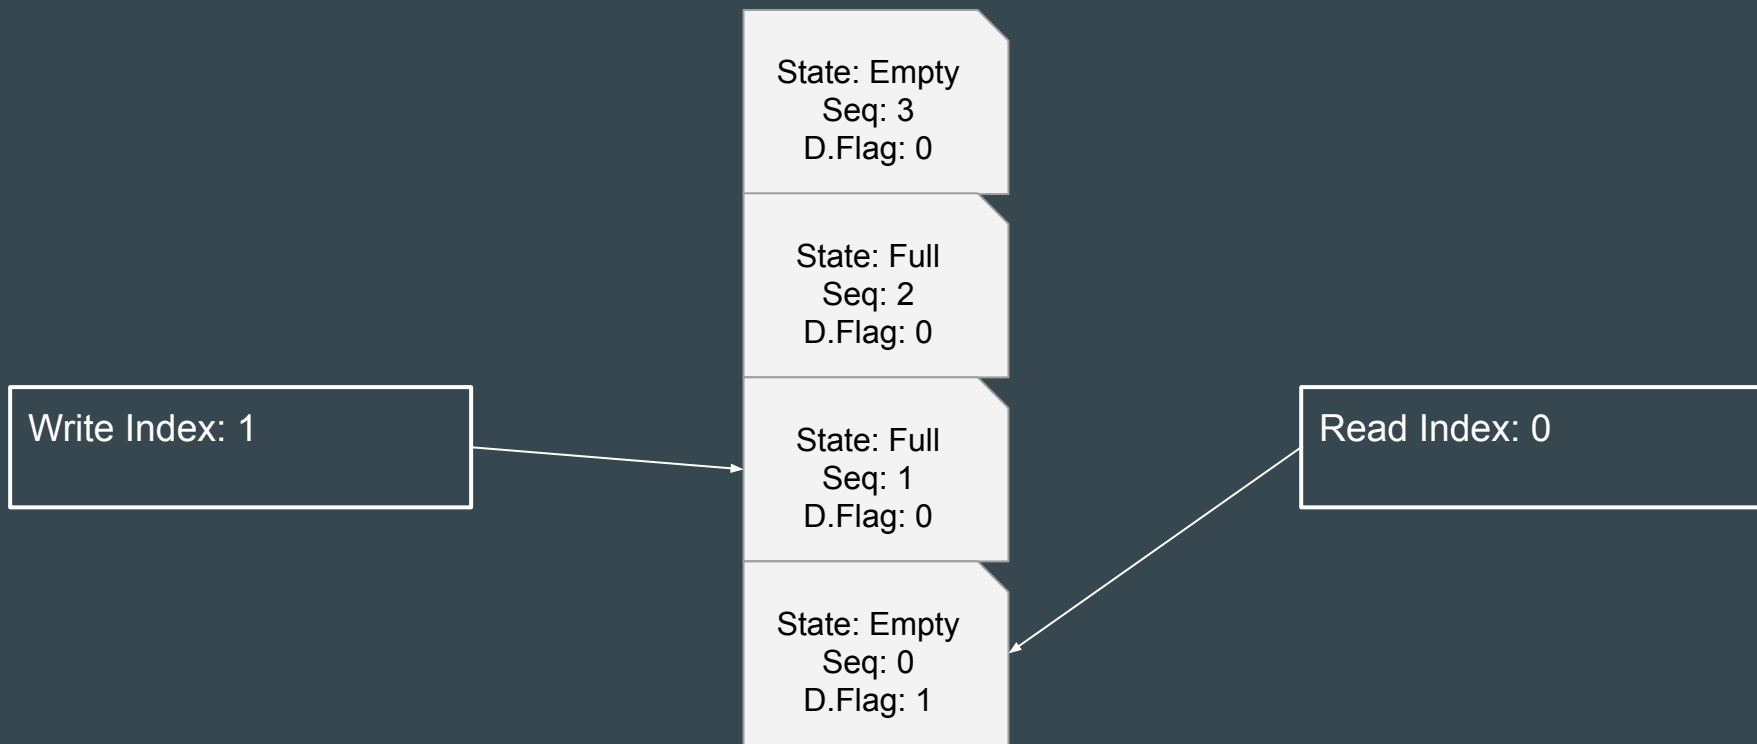 State: Empty
Seq: 3
D.Flag: 0
State: Full
Seq: 2
D.Flag: 0
Write Index: 1
State: Full
Seq: 1
D.Flag: 0
Read Index: 0
State: Empty
Seq: 0
D.Flag: 1